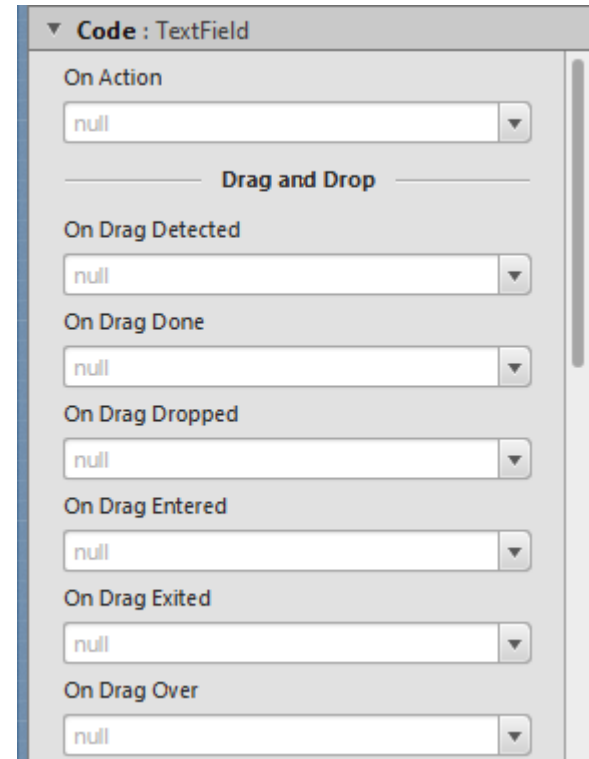 Code : TextField
On Action
null
Drag and Drop
On Drag Detected
null
On Drag Done
null
On Drag Dropped
null
On Drag Entered
null
On Drag Exited
null
On Drag Over
null